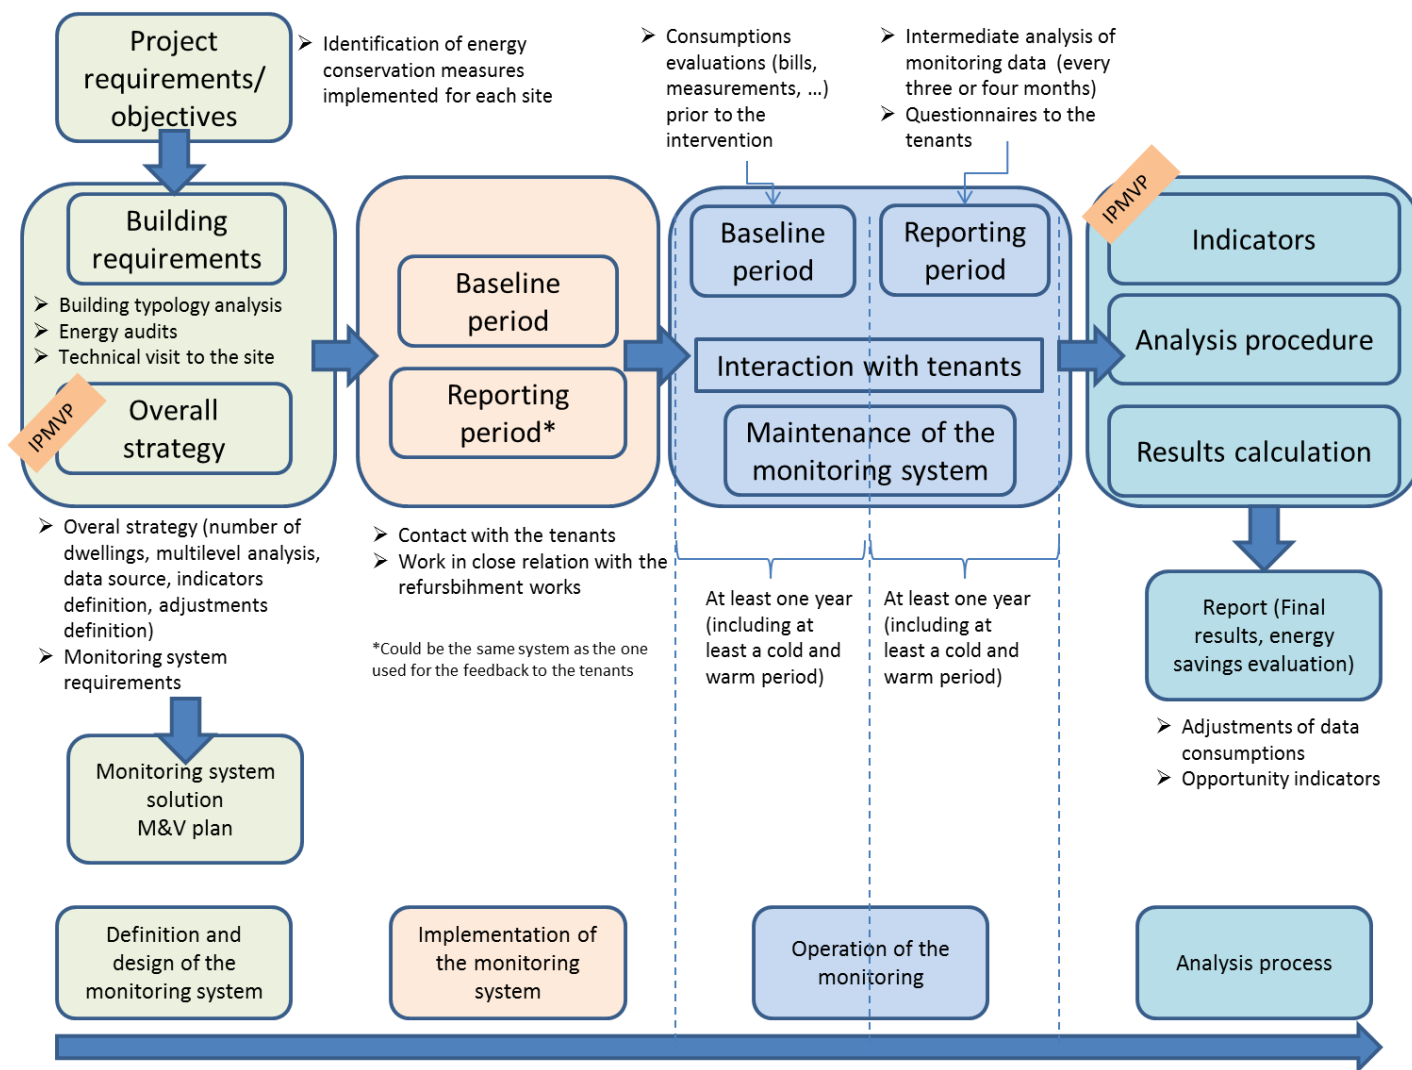 Project
requirements/
objectives
➢ Identification of energy
conservation measures
implemented for each site
➢ Consumptions
evaluations (bills,
measurements, ...)
prior to the
intervention
➢ Intermediate analysis of
monitoring data (every
three or four months)
➢ Questionnaires to the
tenants
Building
requirements
➢ Building typology analysis
➢ Energy audits
➢ Technical visit to the site
IPMVP
Overall
strategy
Baseline
period
Reporting
period*
Baseline
period
Reporting
period
Interaction with tenants
Maintenance of the
monitoring system
IPMVP
Indicators
Analysis procedure
Results calculation
➢ Overal strategy (number of
dwellings, multilevel analysis,
data source, indicators
definition, adjustments
definition)
➢ Monitoring system
requirements
➢ Contact with the tenants
➢ Work in close relation with the
refursbihment works
*Could be the same system as the one
used for the feedback to the tenants
At least one year
(including at
least a cold and
warm period)
At least one year
(including at
least a cold and
warm period)
Report (Final
results, energy
savings evaluation)
➢ Adjustments of data
consumptions
➢ Opportunity indicators
Monitoring system
solution
M&V plan
Definition and
design of the
monitoring system
Implementation of
the monitoring
system
Operation of the
monitoring
Analysis process